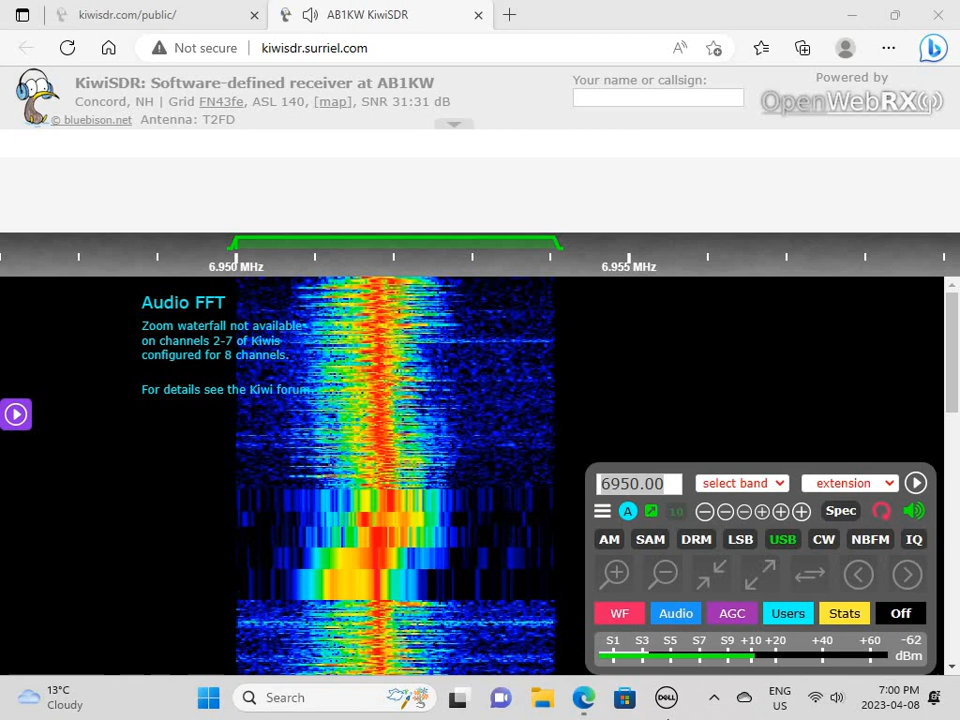 kiwisdr.com/public/
AB1KW KiwiSDR
Not secure
kiwisdr.surriel.com
KiwiSDR: Software-defined receiver at AB1KW
Concord, NH | Grid FN43fe, ASL 140, [map], SNR 31:31 dB
© bluebison.net Antenna: T2FD
Your name or callsign:
Powered by
OpenWebRX
6.950 MHz
6.955 MHz
Audio FFT
Zoom waterfall not available
on channels 2-7 of Kiwis
configured for 8 channels.
For details see the Kiwi forum.
6950.00
select band
extension
A
10
Spec
AM SAM DRM LSB USB CW NBFM IQ
WF Audio AGC Users Stats Off
S1 S3 S5 S7 S9 +10 +20 +40 +60 -62
dBm
13°C
Cloudy
Search
DELL
ENG
US
7:00 PM
2023-04-08